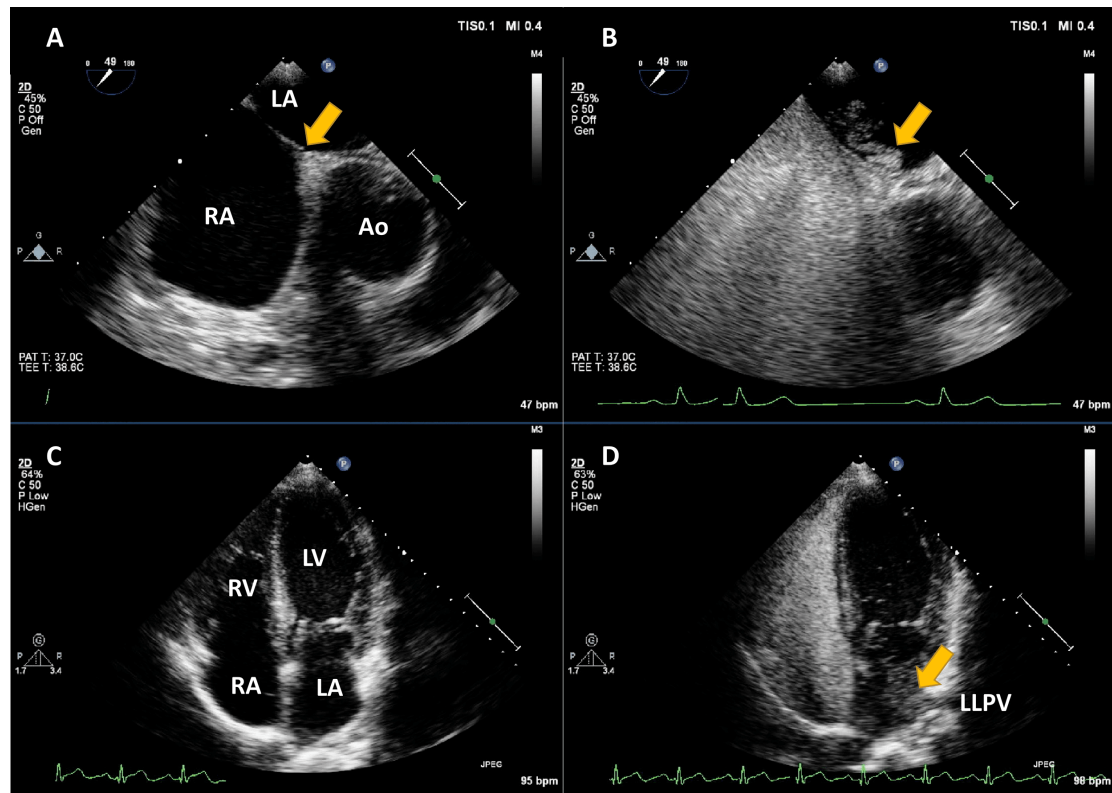 A
TIS0.1 MI 0.4
M4
0 49 180
P
2D
45%
C 50
P Off
Gen
LA
RA
Ao
G
P R
PAT T: 37.0C
TEE T: 38.6C
47 bpm
B
TIS0.1 MI 0.4
M4
0 49 180
P
2D
45%
C 50
P Off
Gen
G
P R
PAT T: 37.0C
TEE T: 38.6C
47 bpm
C
M3
P
2D
64%
C 50
P Low
HGen
LV
RV
RA
LA
G
P R
1.7 3.4
JPEG
95 bpm
D
M3
P
2D
63%
C 50
P Low
HGen
G
P R
1.7 3.4
LLPV
JPEG
98 bpm